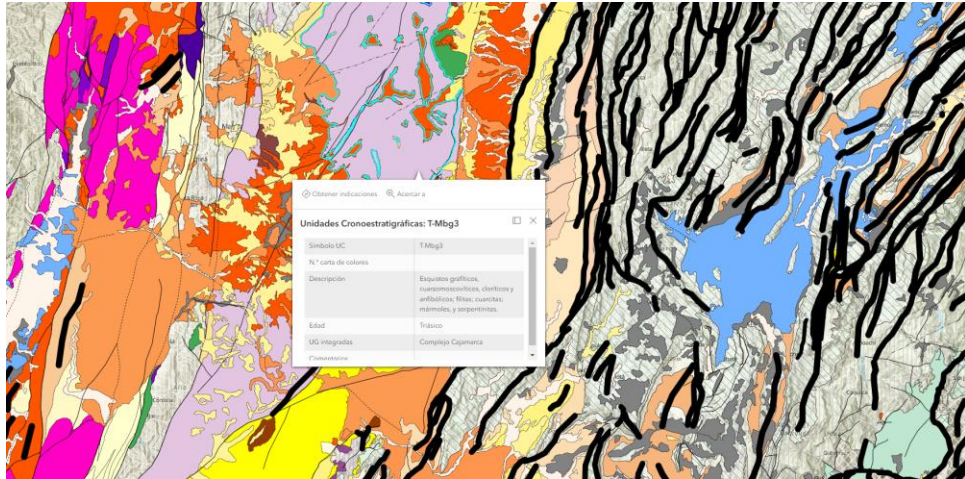 Obtener indicaciones Acercar a
Unidades Cronoestratigráficas: T-Mbg3
Símbolo UC T-Mbg3
N.° carta de colores
Descripción Esquistos grafíticos,
cuarzomoscovíticos, cloríticos y
anfibólicos; filitas; cuarcitas;
mármoles, y serpentinitas.
Edad Triásico
UG integradas Complejo Cajamarca
Comentarios